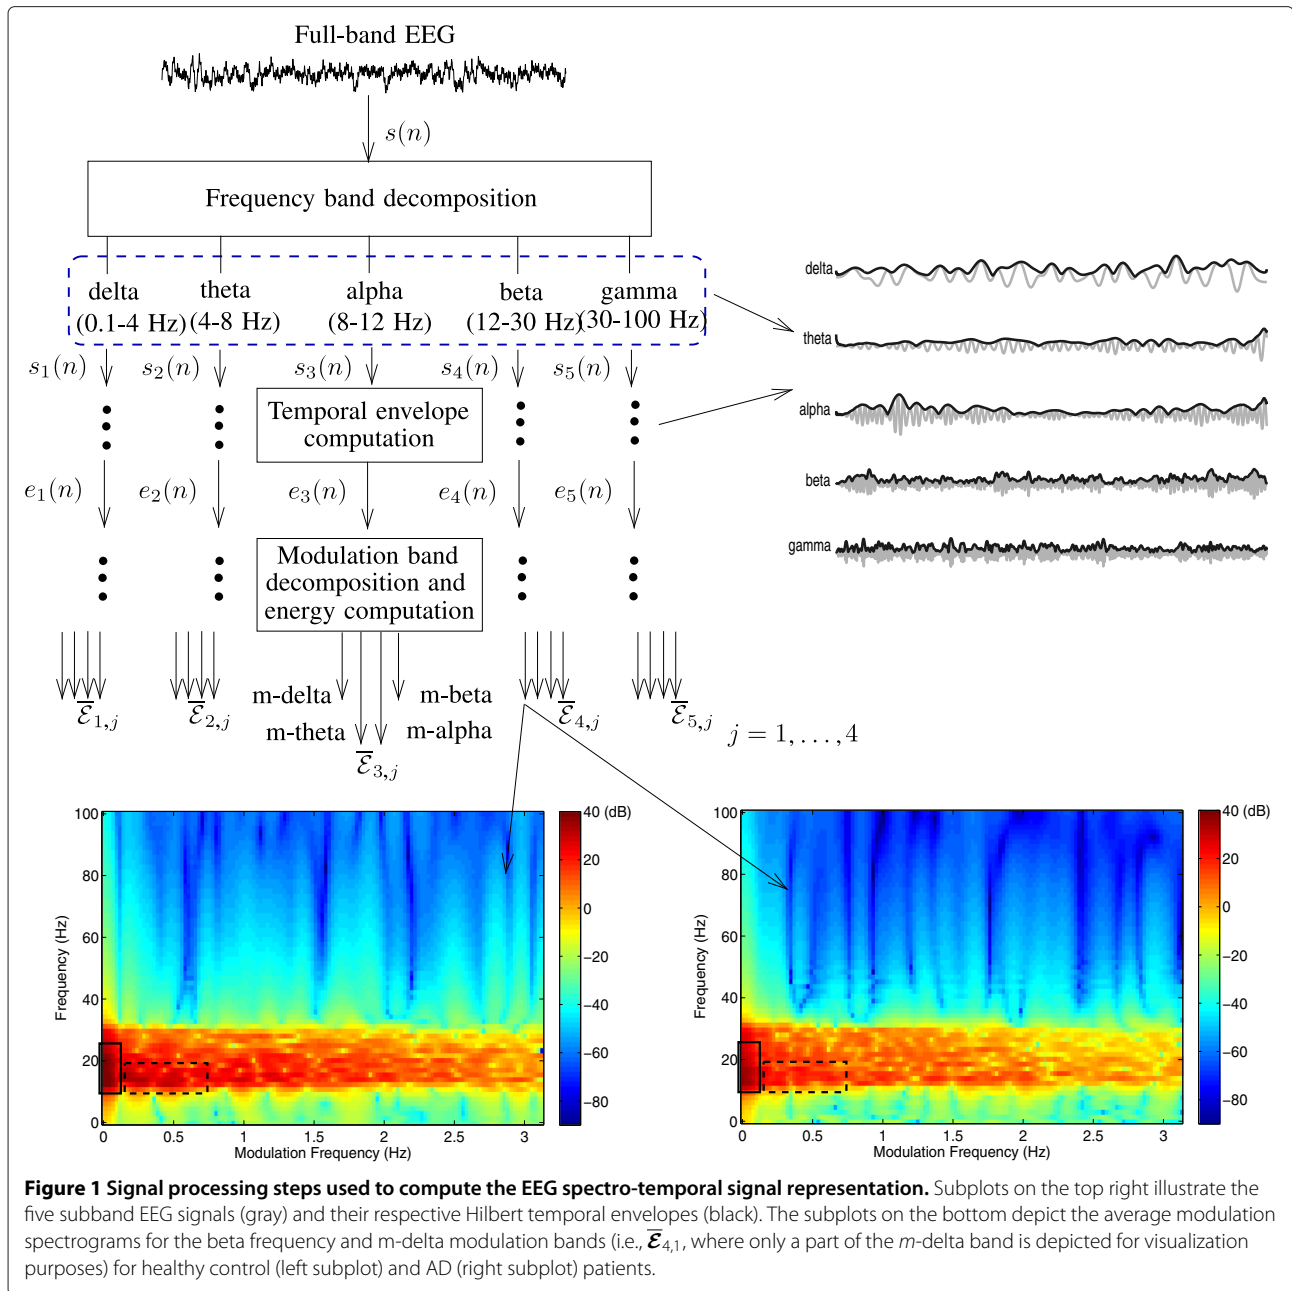 Full-band EEG
s(n)
Frequency band decomposition
delta theta alpha beta gamma
(0.1-4 Hz) (4-8 Hz) (8-12 Hz) (12-30 Hz) (30-100 Hz)
s₁(n) s₂(n) s₃(n) s₄(n) s₅(n)
Temporal envelope
computation
e₁(n) e₂(n) e₃(n) e₄(n) e₅(n)
Modulation band
decomposition and
energy computation
m-delta m-beta
m-theta m-alpha
ℰ̅₁,ⱼ ℰ̅₂,ⱼ ℰ̅₃,ⱼ ℰ̅₄,ⱼ ℰ̅₅,ⱼ
j = 1, . . . , 4
delta
theta
alpha
beta
gamma
100
80
60
40
20
0
Frequency (Hz)
0 0.5 1 1.5 2 2.5 3
Modulation Frequency (Hz)
40 (dB)
20
0
−20
−40
−60
−80
100
80
60
40
20
0
Frequency (Hz)
0 0.5 1 1.5 2 2.5 3
Modulation Frequency (Hz)
40 (dB)
20
0
−20
−40
−60
−80
Figure 1 Signal processing steps used to compute the EEG spectro-temporal signal representation. Subplots on the top right illustrate the
five subband EEG signals (gray) and their respective Hilbert temporal envelopes (black). The subplots on the bottom depict the average modulation
spectrograms for the beta frequency and m-delta modulation bands (i.e., ℰ̅₄,₁, where only a part of the m-delta band is depicted for visualization
purposes) for healthy control (left subplot) and AD (right subplot) patients.